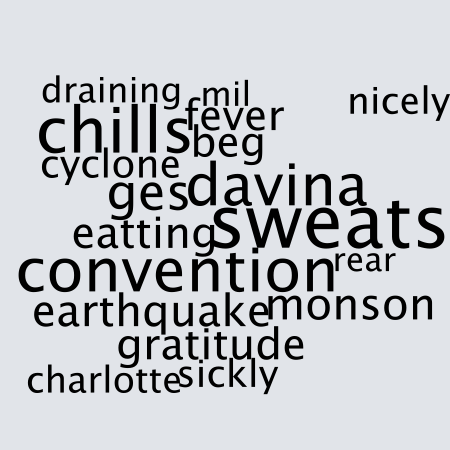 draining mil nicely
chills fever
beg
cyclone
ges davina
eatting sweats
convention rear
earthquake monson
gratitude
charlotte sickly